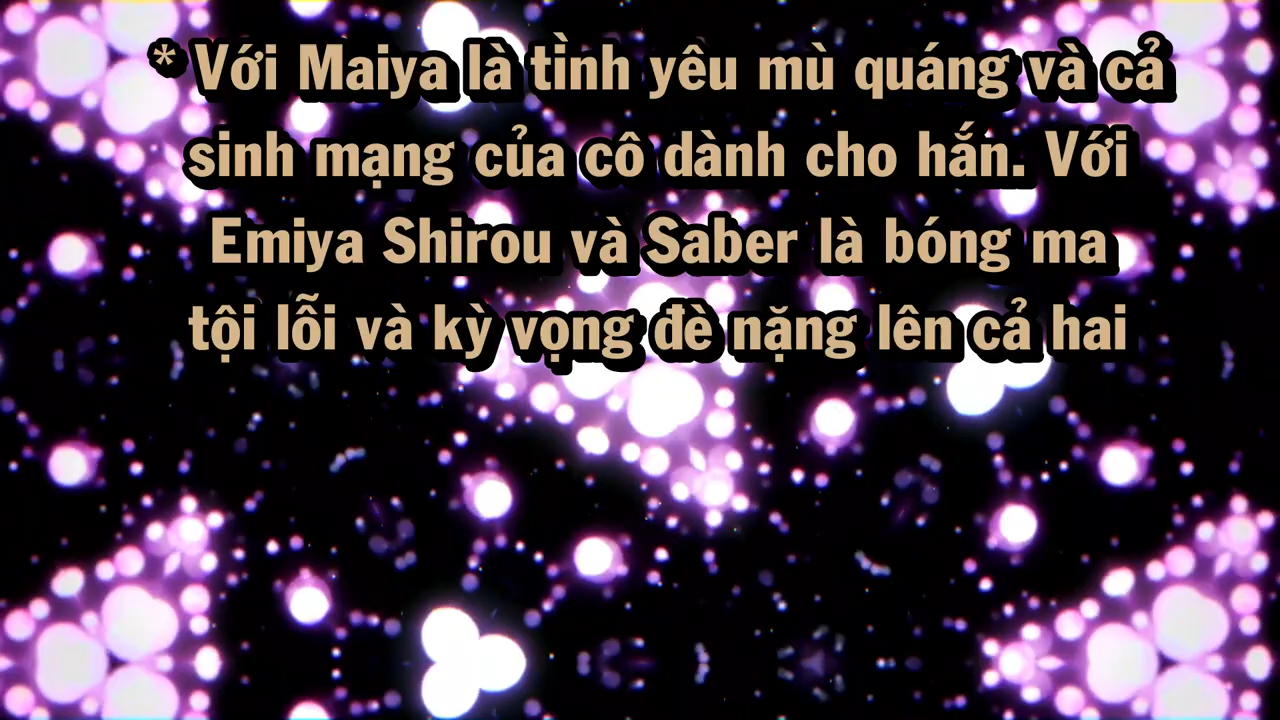 * Với Maiya là tình yêu mù quáng và cả
sinh mạng của cô dành cho hắn. Với
Emiya Shirou và Saber là bóng ma
tội lỗi và kỳ vọng đè nặng lên cả hai